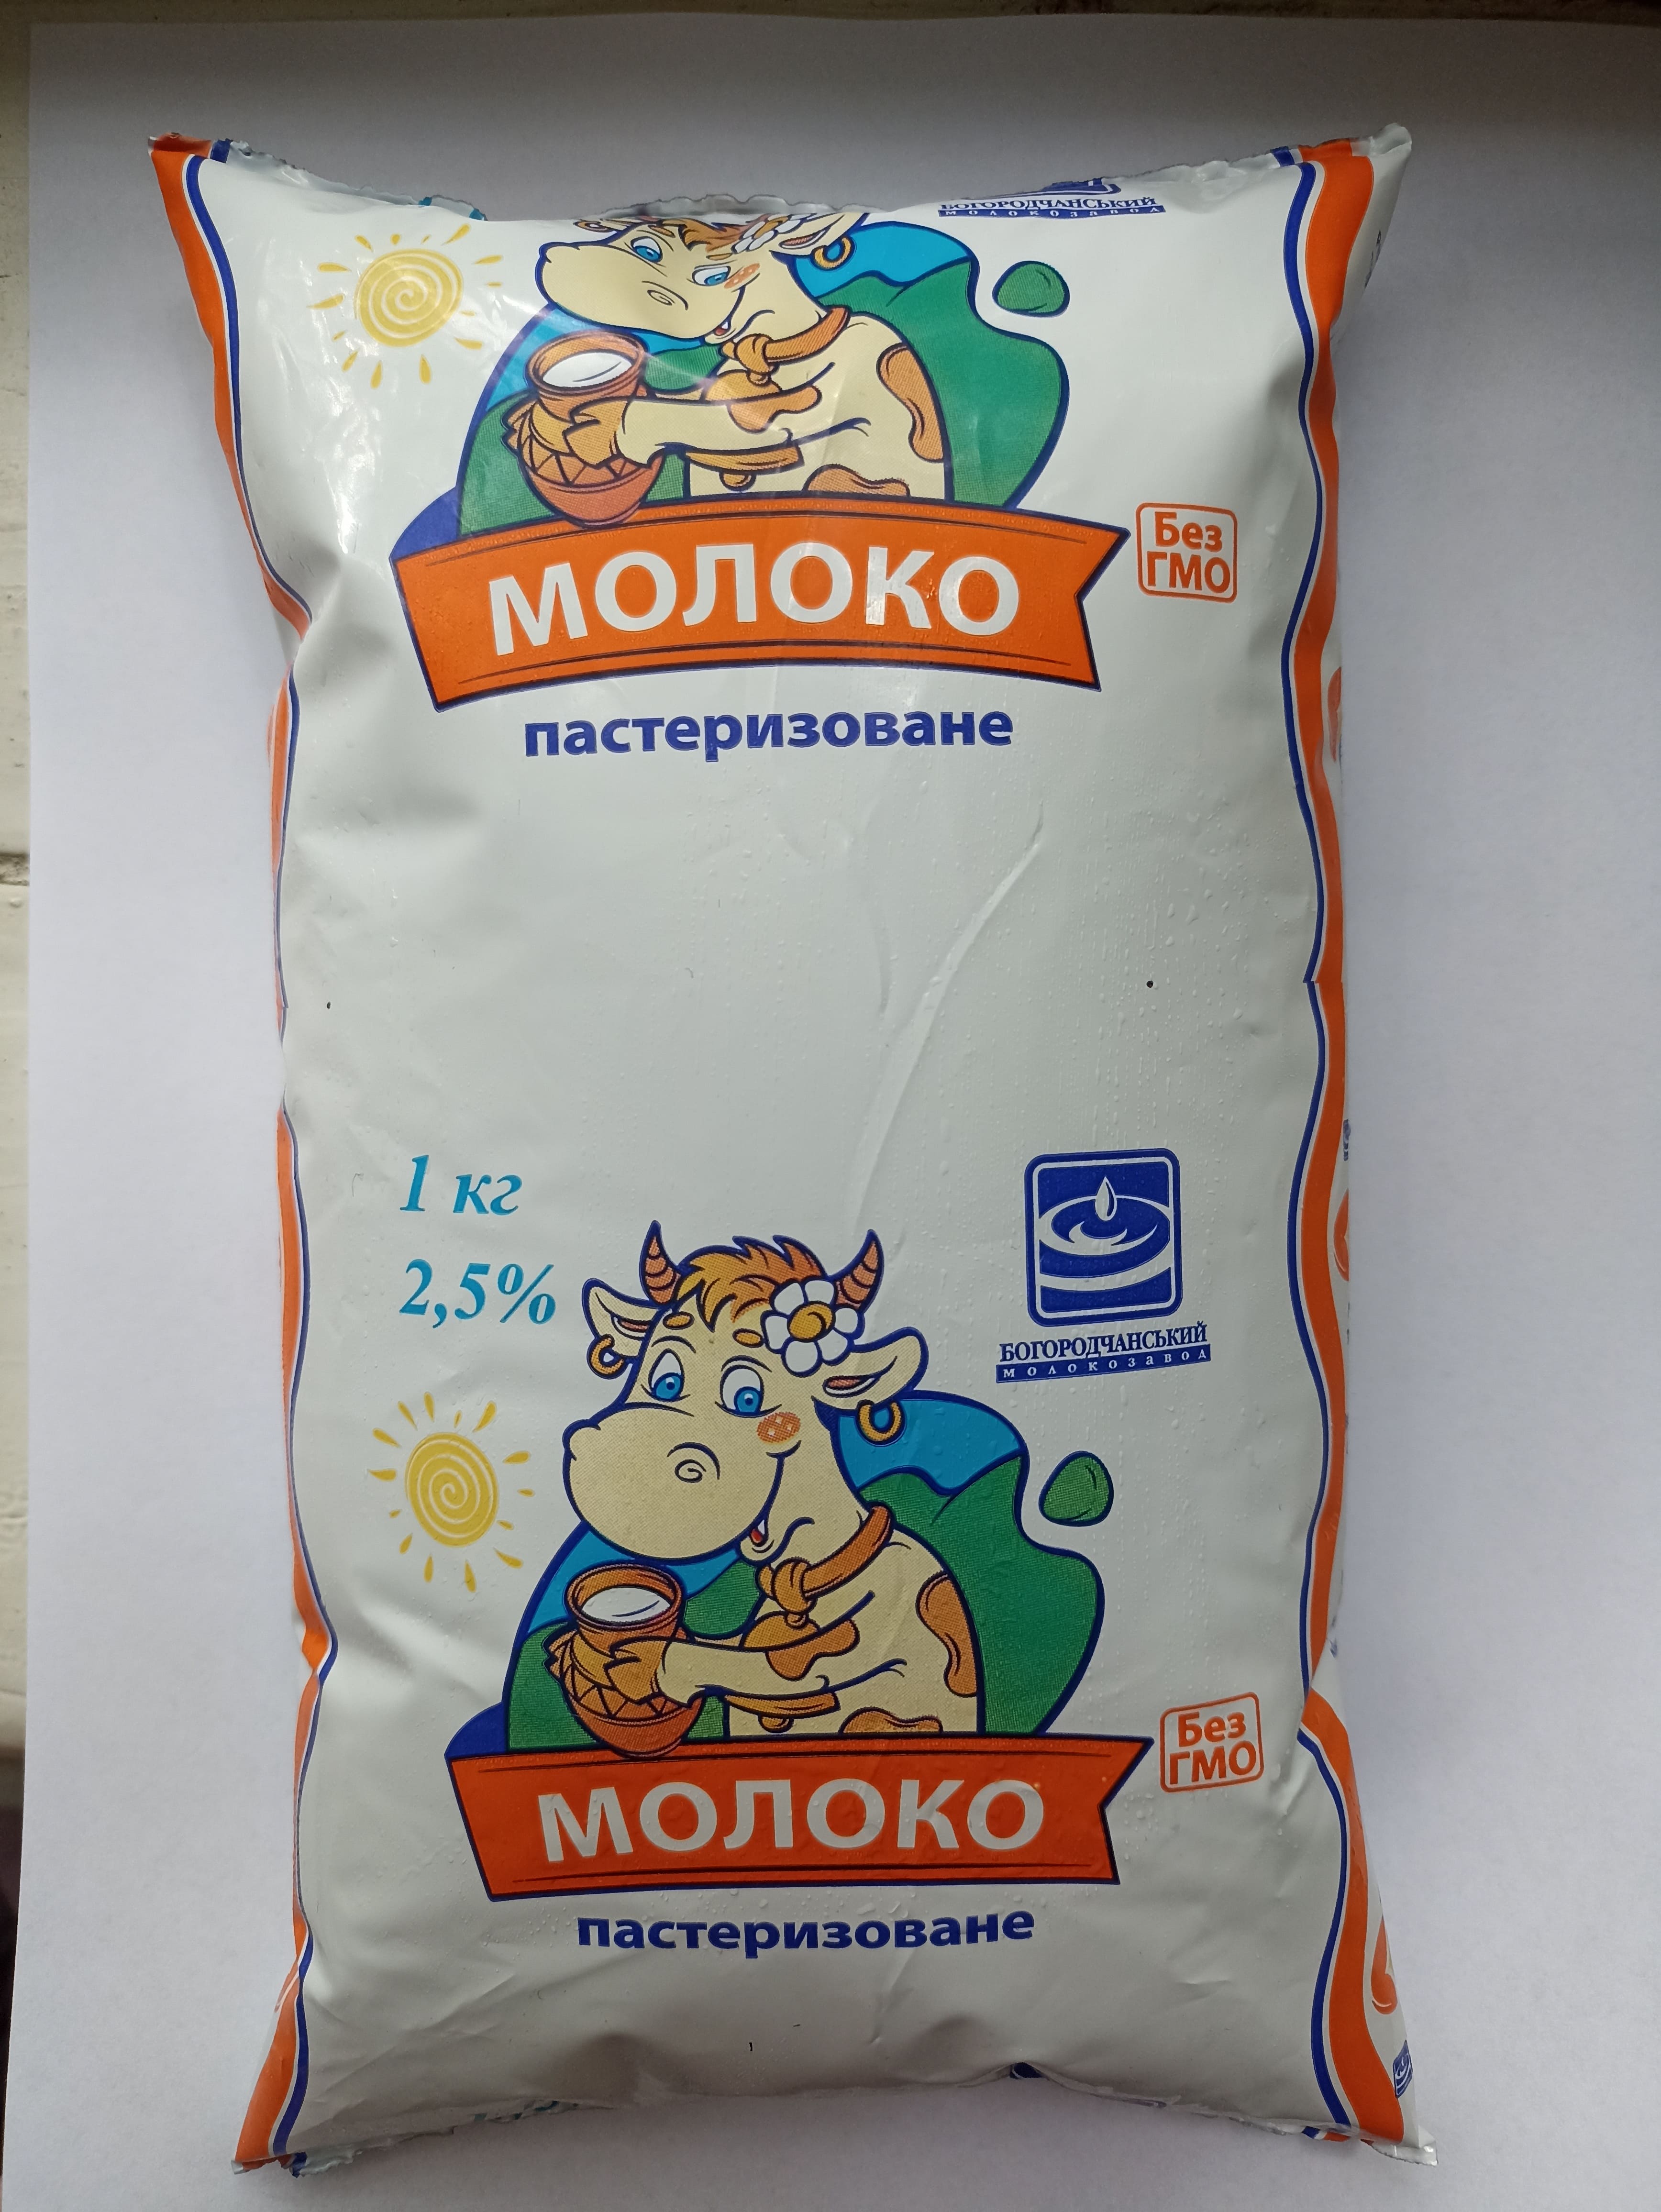 БОГОРОДЧАНСЬКИЙ
МОЛОКОЗАВОД
МОЛОКО
Без
ГМО
пастеризоване
1 кг
2,5%
БОГОРОДЧАНСЬКИЙ
МОЛОКОЗАВОД
МОЛОКО
Без
ГМО
пастеризоване